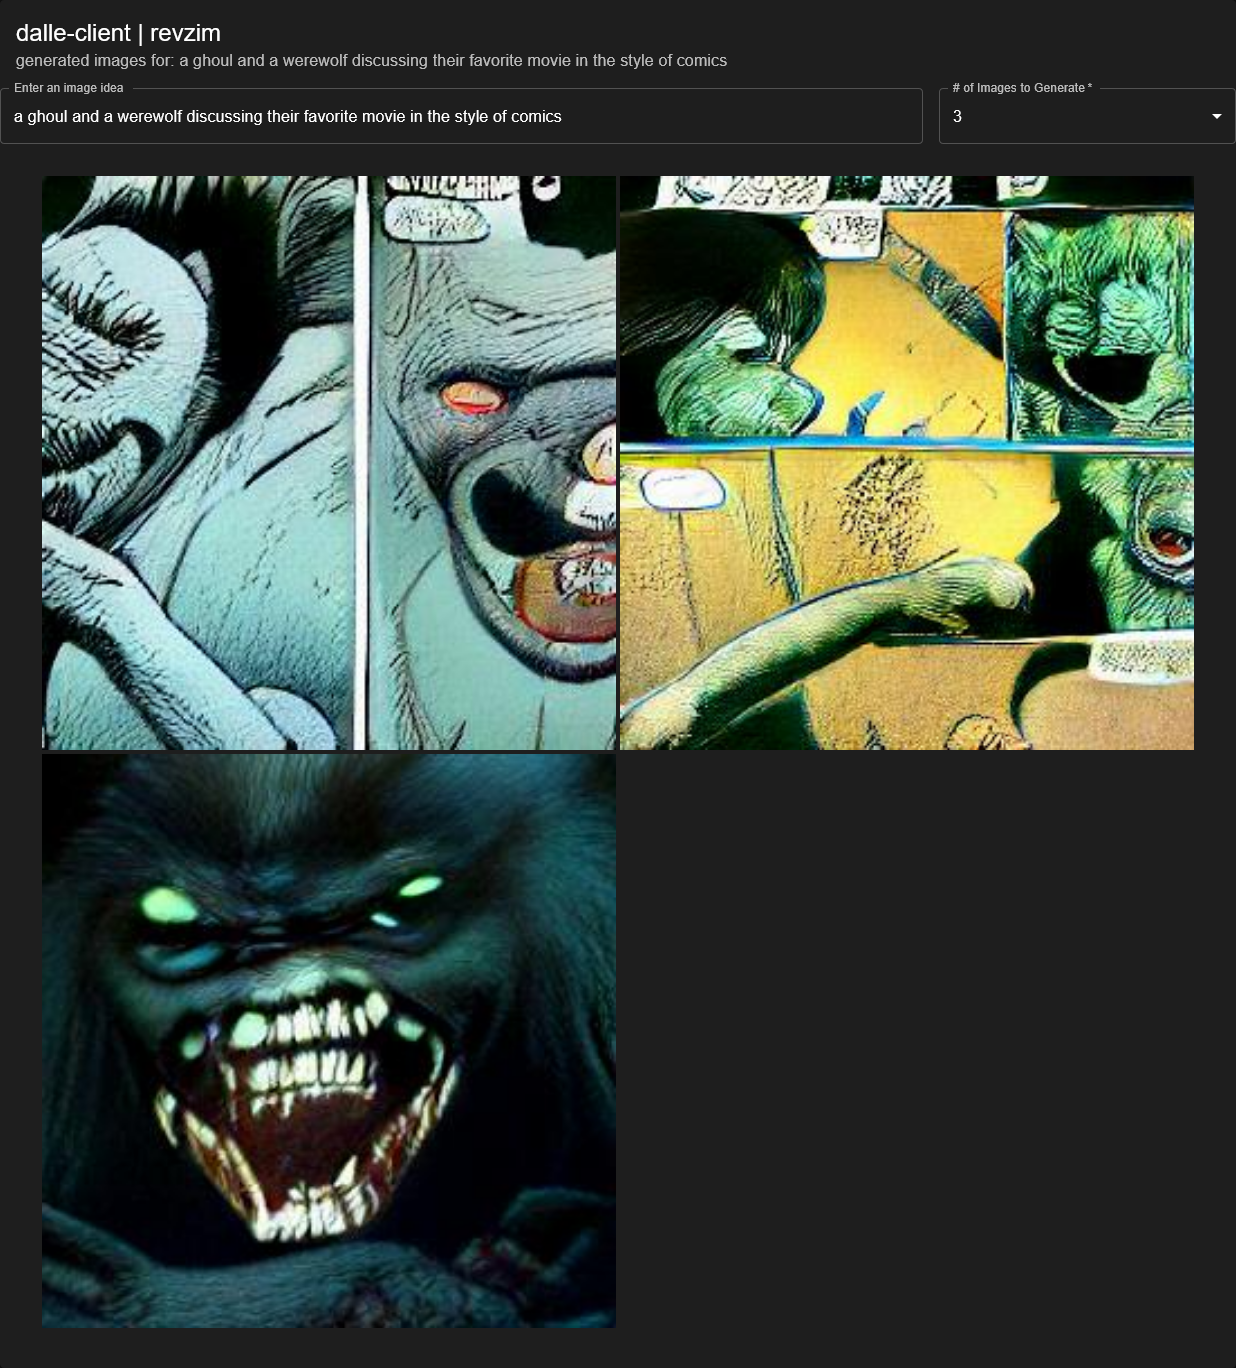 dalle-client | revzim
generated images for: a ghoul and a werewolf discussing their favorite movie in the style of comics
Enter an image idea
a ghoul and a werewolf discussing their favorite movie in the style of comics
# of Images to Generate *
3